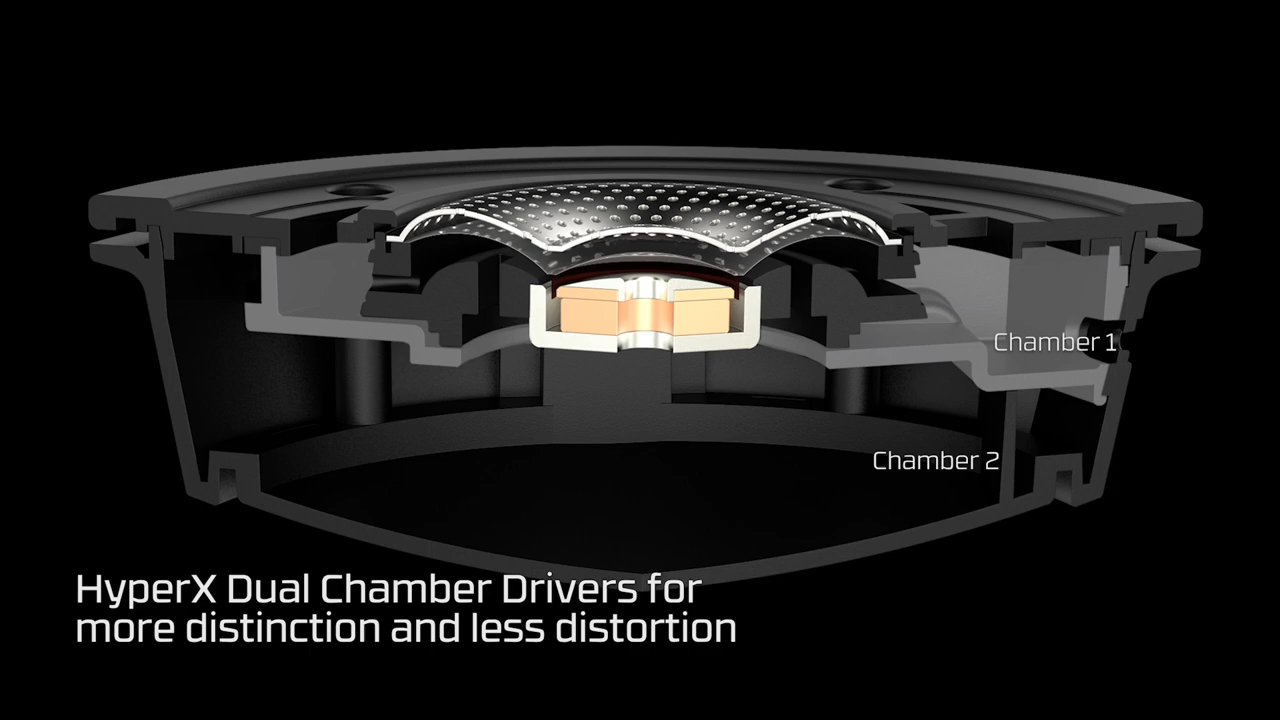 Chamber 1
Chamber 2
HyperX Dual Chamber Drivers for
more distinction and less distortion